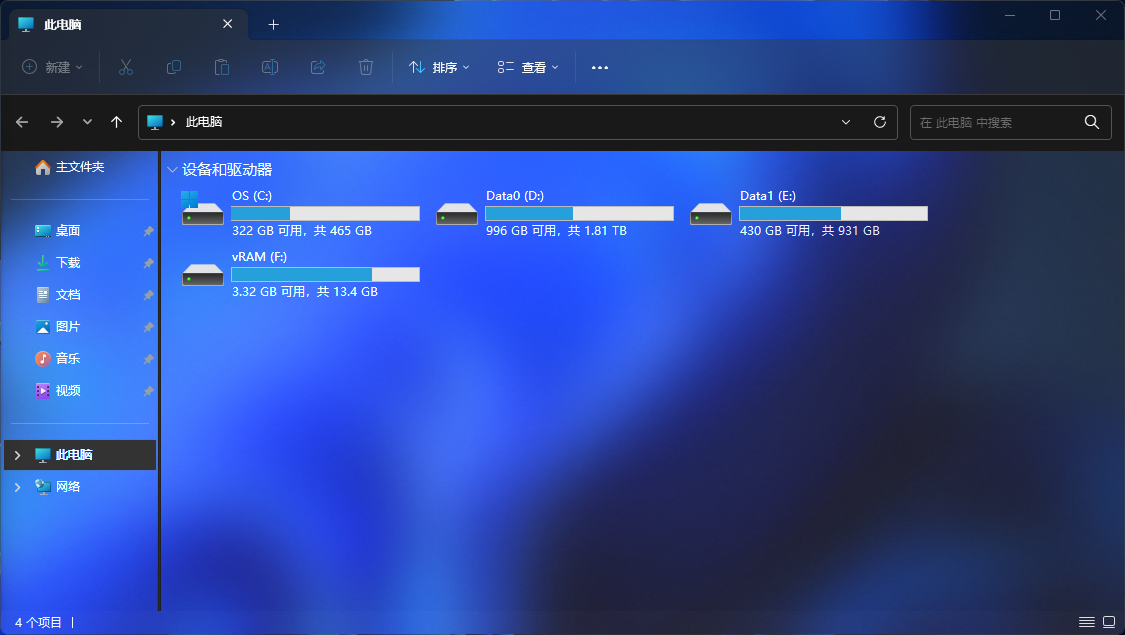 此电脑
新建
排序
查看
此电脑
在 此电脑 中搜索
主文件夹
桌面
下载
文档
图片
音乐
视频
此电脑
网络
设备和驱动器
OS (C:)
322 GB 可用，共 465 GB
Data0 (D:)
996 GB 可用，共 1.81 TB
Data1 (E:)
430 GB 可用，共 931 GB
vRAM (F:)
3.32 GB 可用，共 13.4 GB
4 个项目